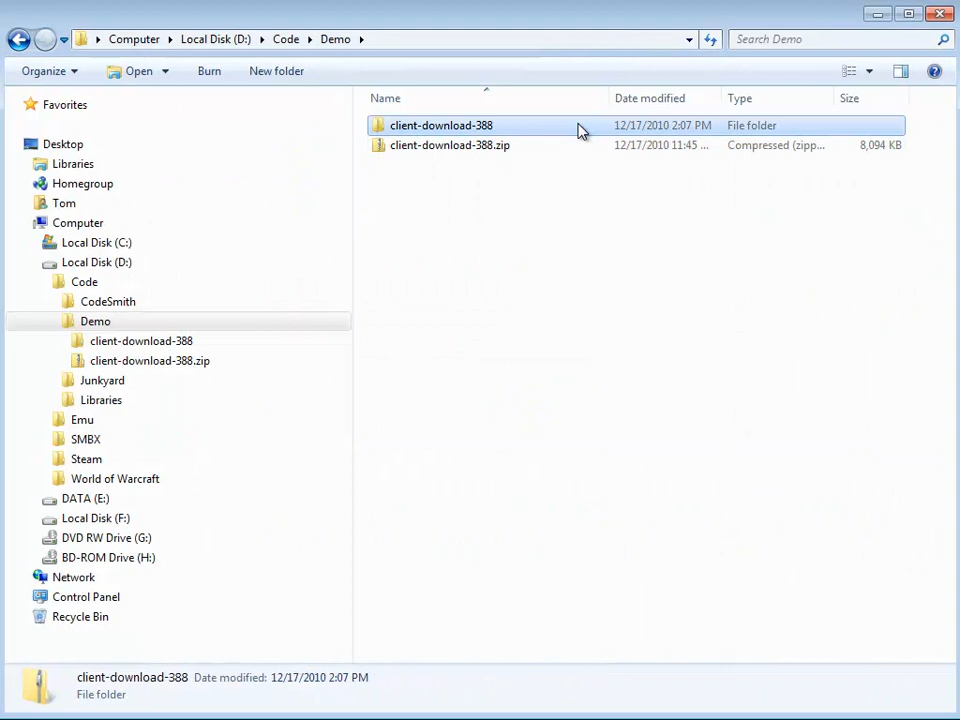 Computer Local Disk (D:) Code Demo Search Demo
Organize Open Burn New folder
Name Date modified Type Size
client-download-388 12/17/2010 2:07 PM File folder
client-download-388.zip 12/17/2010 11:45 ... Compressed (zipp... 8,094 KB
Favorites
Desktop
Libraries
Homegroup
Tom
Computer
Local Disk (C:)
Local Disk (D:)
Code
CodeSmith
Demo
client-download-388
client-download-388.zip
Junkyard
Libraries
Emu
SMBX
Steam
World of Warcraft
DATA (E:)
Local Disk (F:)
DVD RW Drive (G:)
BD-ROM Drive (H:)
Network
Control Panel
Recycle Bin
client-download-388 Date modified: 12/17/2010 2:07 PM
File folder